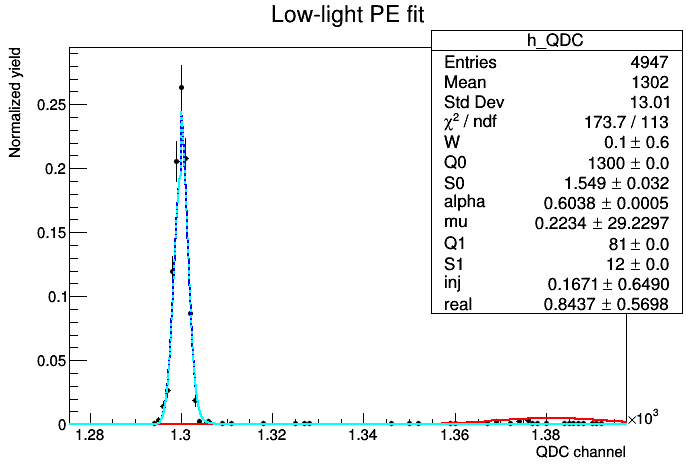 Low-light PE fit
h_QDC
Entries 4947
Mean 1302
Std Dev 13.01
χ² / ndf 173.7 / 113
W 0.1 ± 0.6
Q0 1300 ± 0.0
S0 1.549 ± 0.032
alpha 0.6038 ± 0.0005
mu 0.2234 ± 29.2297
Q1 81 ± 0.0
S1 12 ± 0.0
inj 0.1671 ± 0.6490
real 0.8437 ± 0.5698
Normalized yield
0.25
0.2
0.15
0.1
0.05
0
1.28 1.3 1.32 1.34 1.36 1.38
×10³
QDC channel